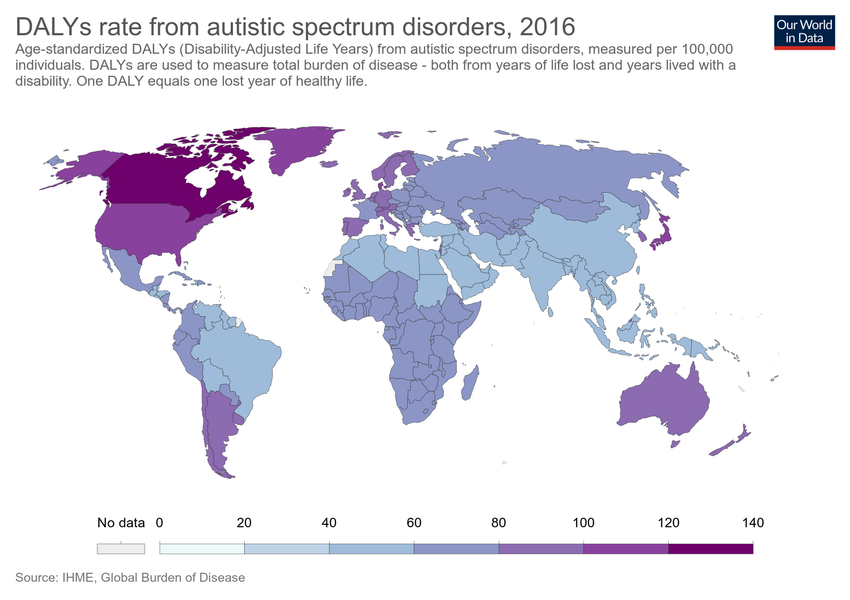 DALYs rate from autistic spectrum disorders, 2016
Our World
in Data
Age-standardized DALYs (Disability-Adjusted Life Years) from autistic spectrum disorders, measured per 100,000
individuals. DALYs are used to measure total burden of disease - both from years of life lost and years lived with a
disability. One DALY equals one lost year of healthy life.
No data 0 20 40 60 80 100 120 140
Source: IHME, Global Burden of Disease